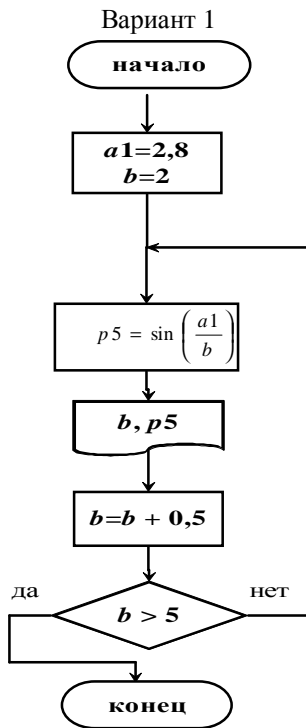 Вариант 1
начало
a1=2,8
b=2
p5 = sin (a1/b)
b, p5
b=b + 0,5
да
нет
b > 5
конец